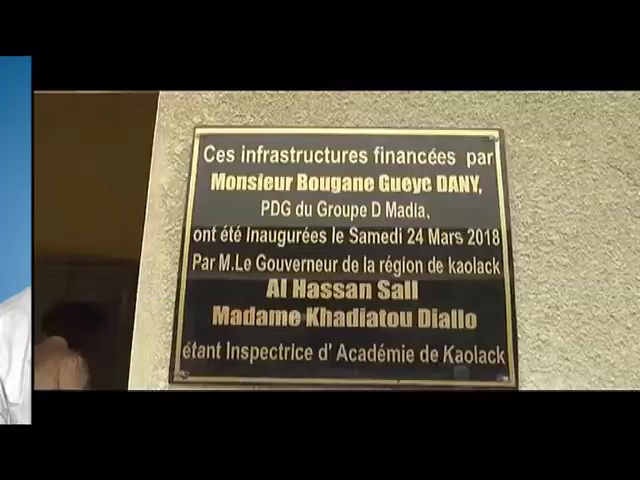 Ces infrastructures financées par
Monsieur Bougane Gueye DANY,
PDG du Groupe D Madia,
ont été Inaugurées le Samedi 24 Mars 2018
Par M.Le Gouverneur de la région de kaolack
Al Hassan Sall
Madame Khadiatou Diallo
étant Inspectrice d' Académie de Kaolack